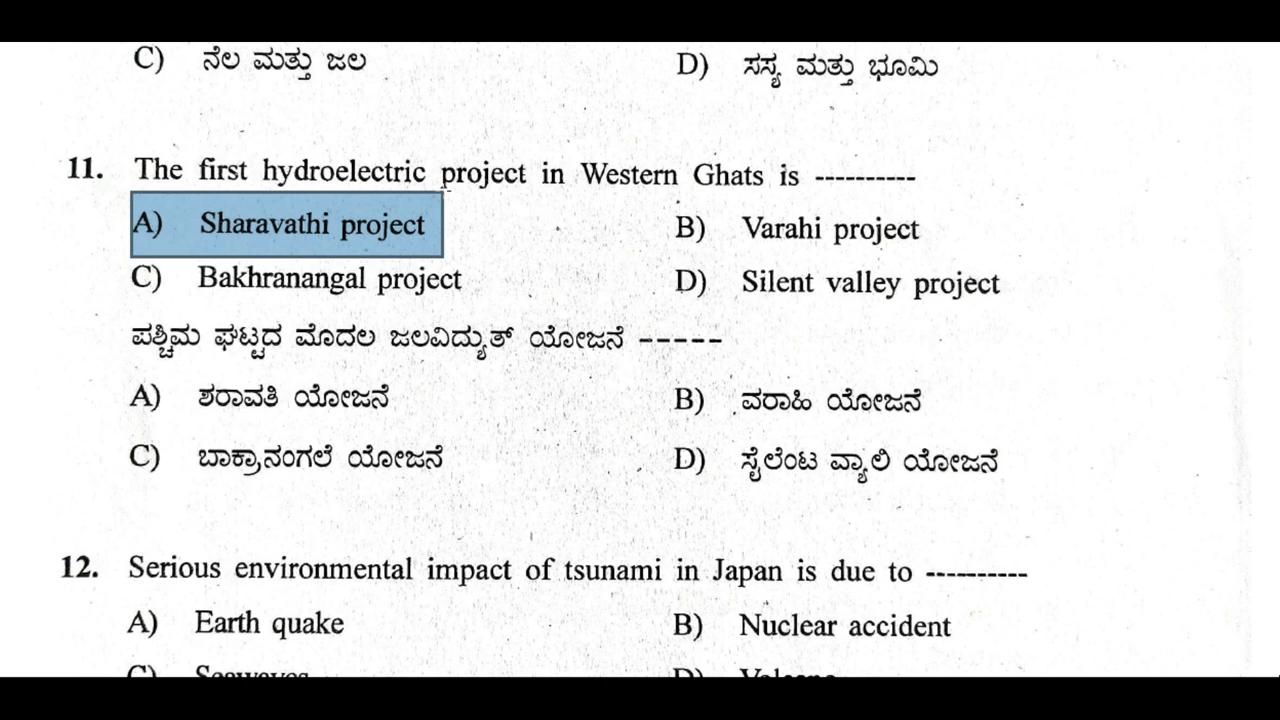 C) ನೆಲ ಮತ್ತು ಜಲ D) ಸಸ್ಯ ಮತ್ತು ಭೂಮಿ
11. The first hydroelectric project in Western Ghats is ----------
A) Sharavathi project B) Varahi project
C) Bakhranangal project D) Silent valley project
ಪಶ್ಚಿಮ ಘಟ್ಟದ ಮೊದಲ ಜಲವಿದ್ಯುತ್ ಯೋಜನೆ -----
A) ಶರಾವತಿ ಯೋಜನೆ B) ವರಾಹಿ ಯೋಜನೆ
C) ಬಾಕ್ರಾನಂಗಲೆ ಯೋಜನೆ D) ಸೈಲೆಂಟ ವ್ಯಾಲಿ ಯೋಜನೆ
12. Serious environmental impact of tsunami in Japan is due to ----------
A) Earth quake B) Nuclear accident
C) D)